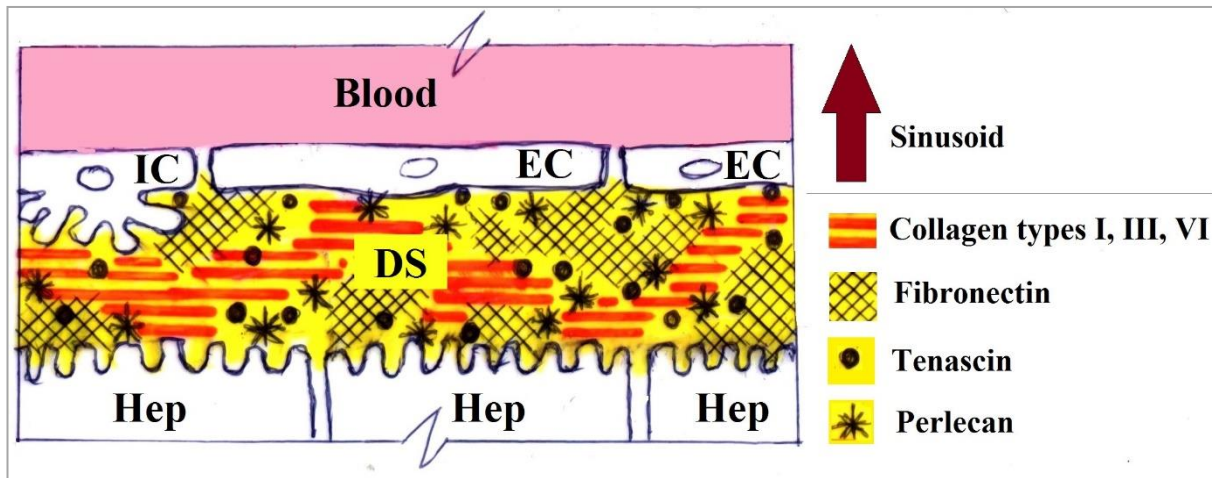 Blood
Sinusoid
IC
EC
EC
Collagen types I, III, VI
DS
Fibronectin
Tenascin
Hep
Hep
Hep
Perlecan